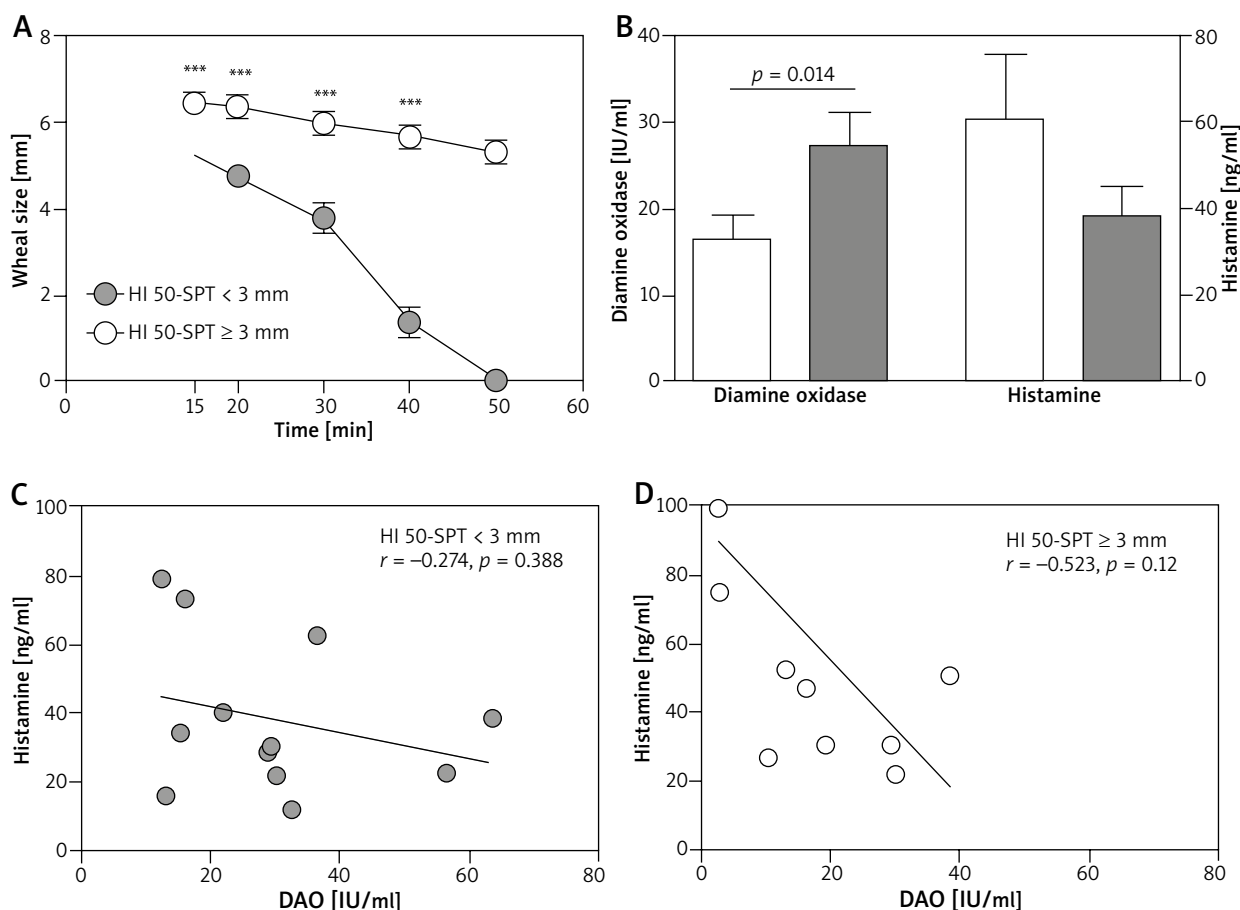 A
8
6
4
2
0
Wheal size [mm]
*** *** *** ***
HI 50-SPT < 3 mm
HI 50-SPT ≥ 3 mm
0 15 20 30 40 50 60
Time [min]
B
40
30
20
10
0
Diamine oxidase [IU/ml]
p = 0.014
80
60
40
20
0
Histamine [ng/ml]
Diamine oxidase Histamine
C
100
80
60
40
20
0
Histamine [ng/ml]
HI 50-SPT < 3 mm
r = –0.274, p = 0.388
0 20 40 60 80
DAO [IU/ml]
D
100
80
60
40
20
0
Histamine [ng/ml]
HI 50-SPT ≥ 3 mm
r = –0.523, p = 0.12
0 20 40 60 80
DAO [IU/ml]